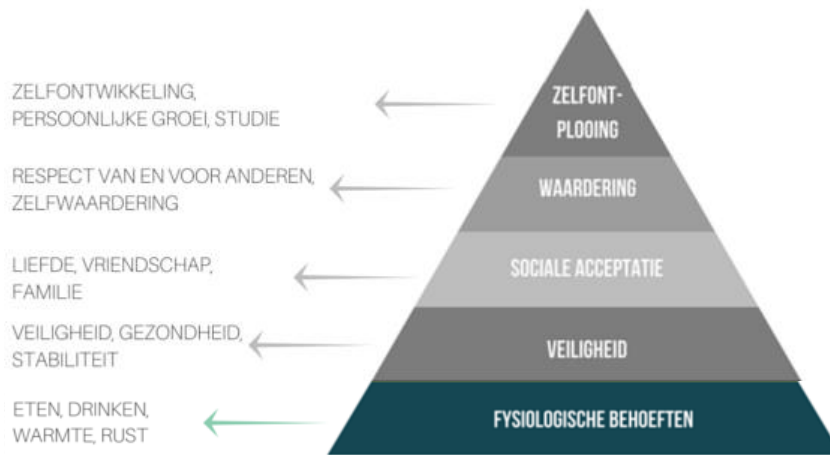 ZELFONTWIKKELING,
PERSOONLIJKE GROEI, STUDIE
ZELFONT-
PLOOING
RESPECT VAN EN VOOR ANDEREN,
ZELFWAARDERING
WAARDERING
LIEFDE, VRIENDSCHAP,
FAMILIE
SOCIALE ACCEPTATIE
VEILIGHEID, GEZONDHEID,
STABILITEIT
VEILIGHEID
ETEN, DRINKEN,
WARMTE, RUST
FYSIOLOGISCHE BEHOEFTEN